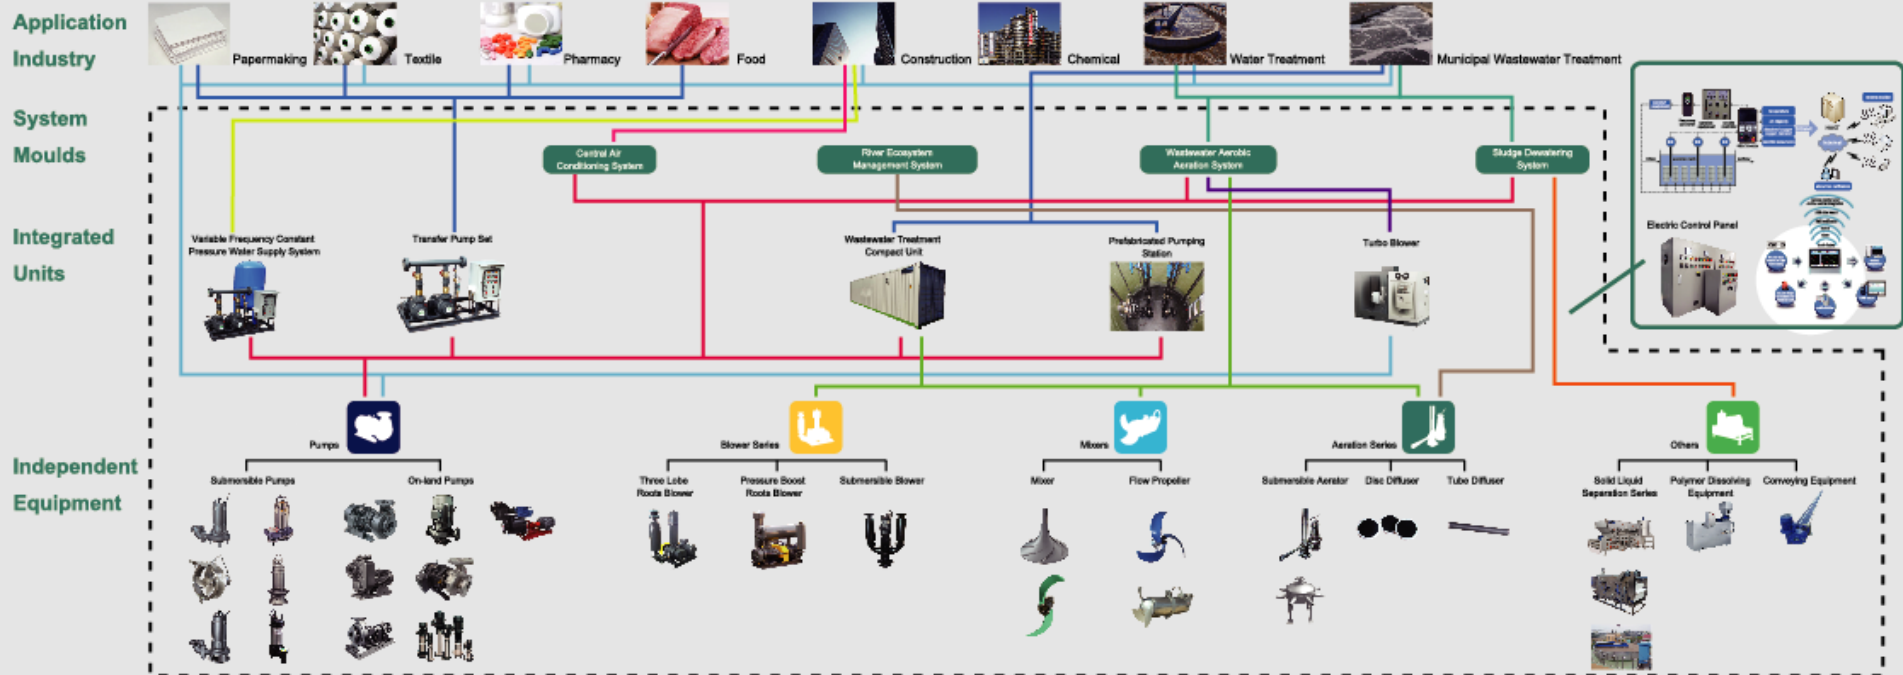 Application
Industry
Papermaking
Textile
Pharmacy
Food
Construction
Chemical
Water Treatment
Municipal Wastewater Treatment
System
Moulds
Central Air
Conditioning System
River Ecosystem
Management System
Wastewater Aerobic
Aeration System
Sludge Dewatering
System
Integrated
Units
Variable Frequency Constant
Pressure Water Supply System
Transfer Pump Set
Wastewater Treatment
Compact Unit
Prefabricated Pumping
Station
Turbo Blower
Electric Control Panel
Independent
Equipment
Pumps
Submersible Pumps
On-land Pumps
Blower Series
Three Lobe
Roots Blower
Pressure Boost
Roots Blower
Submersible Blower
Mixers
Mixer
Flow Propeller
Aeration Series
Submersible Aerator
Disc Diffuser
Tube Diffuser
Others
Solid Liquid
Separation Series
Polymer Dissolving
Equipment
Conveying Equipment